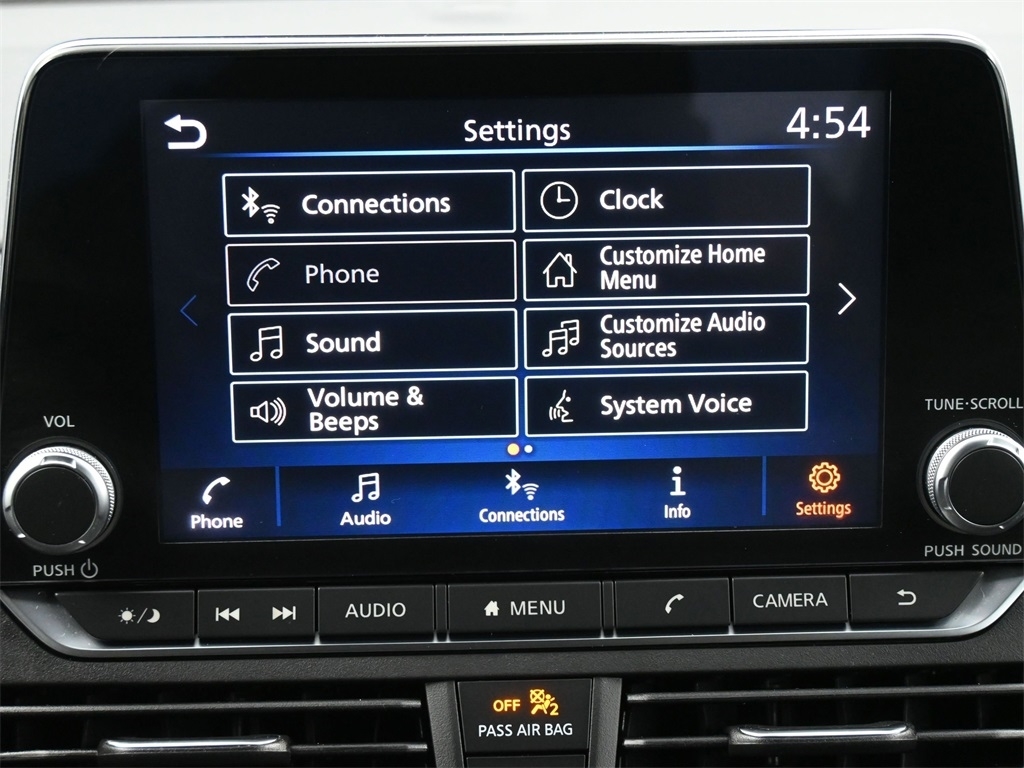 Settings
4:54
Connections
Clock
Phone
Customize Home
Menu
Sound
Customize Audio
Sources
Volume &
Beeps
System Voice
Phone
Audio
Connections
Info
Settings
VOL
PUSH
TUNE·SCROLL
PUSH SOUND
AUDIO
MENU
CAMERA
OFF 2
PASS AIR BAG